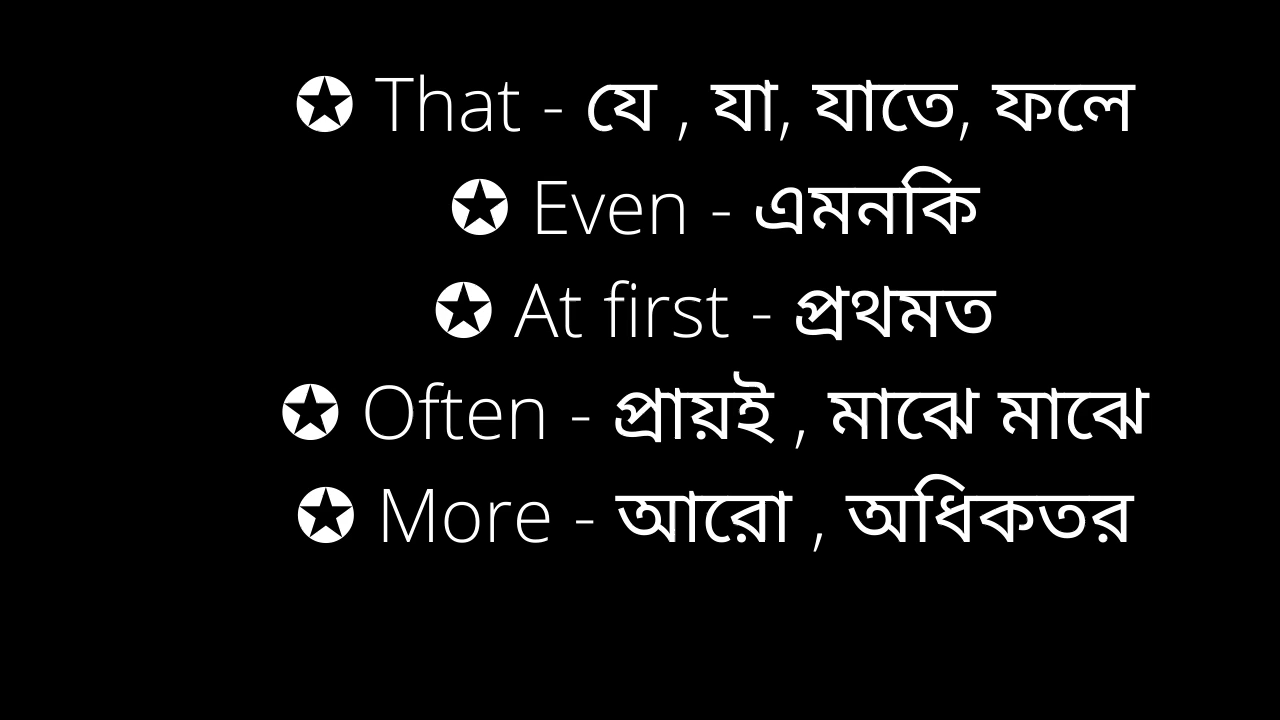 ✪ That - যে , যা, যাতে, ফলে
✪ Even - এমনকি
✪ At first - প্রথমত
✪ Often - প্রায়ই , মাঝে মাঝে
✪ More - আরো , অধিকতর